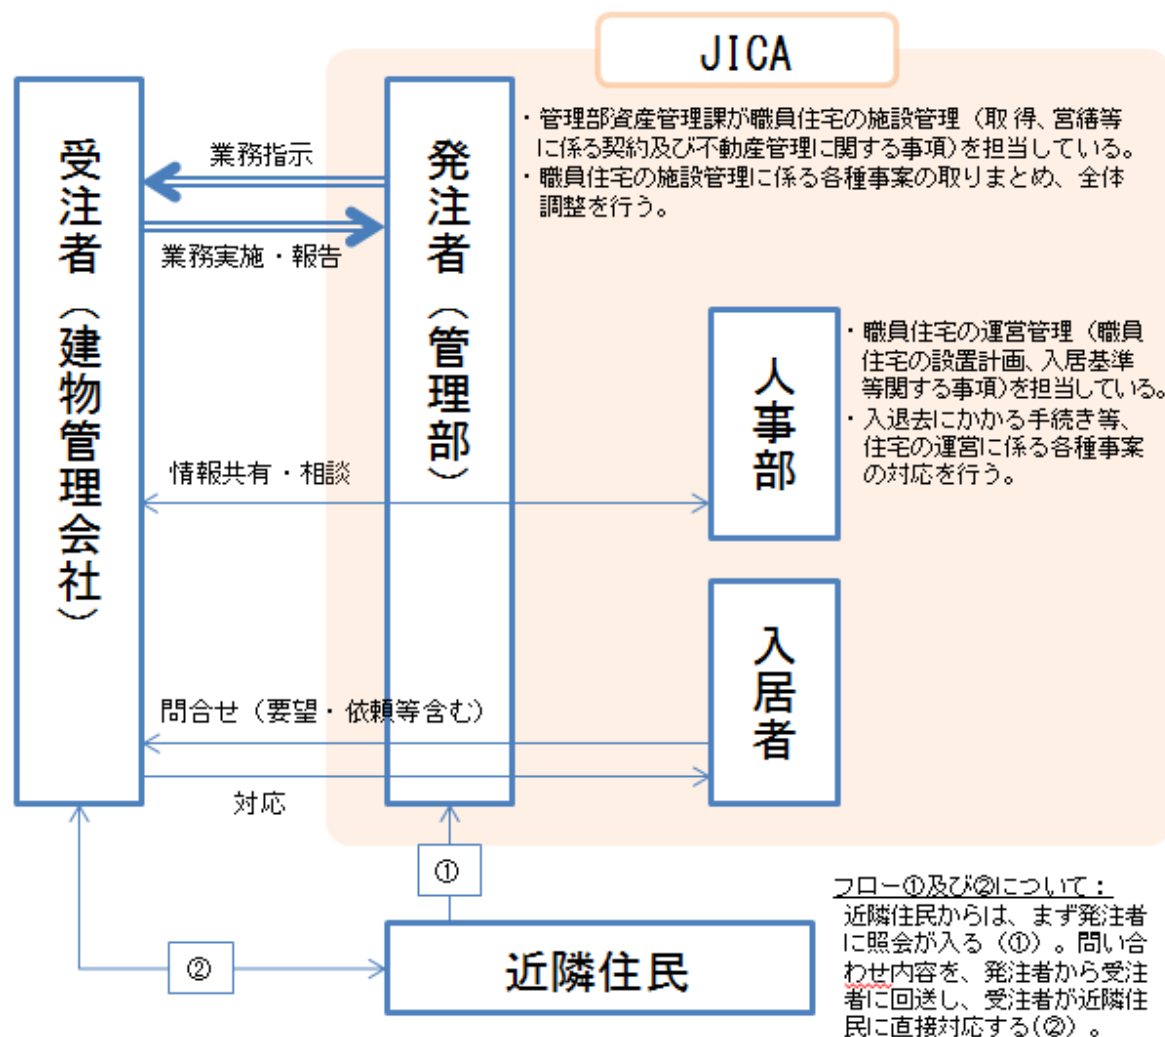 JICA
受注者（建物管理会社）
業務指示
業務実施・報告
発注者（管理部）
・管理部資産管理課が職員住宅の施設管理（取得、営繕等
に係る契約及び不動産管理に関する事項）を担当している。
・職員住宅の施設管理に係る各種事案の取りまとめ、全体
調整を行う。
人事部
・職員住宅の運営管理（職員
住宅の設置計画、入居基準
等関する事項）を担当している。
・入退去にかかる手続き等、
住宅の運営に係る各種事案
の対応を行う。
情報共有・相談
入居者
問合せ（要望・依頼等含む）
対応
①
②
近隣住民
フロー①及び②について：
近隣住民からは、まず発注者
に照会が入る（①）。問い合
わせ内容を、発注者から受注
者に回送し、受注者が近隣住
民に直接対応する（②）。